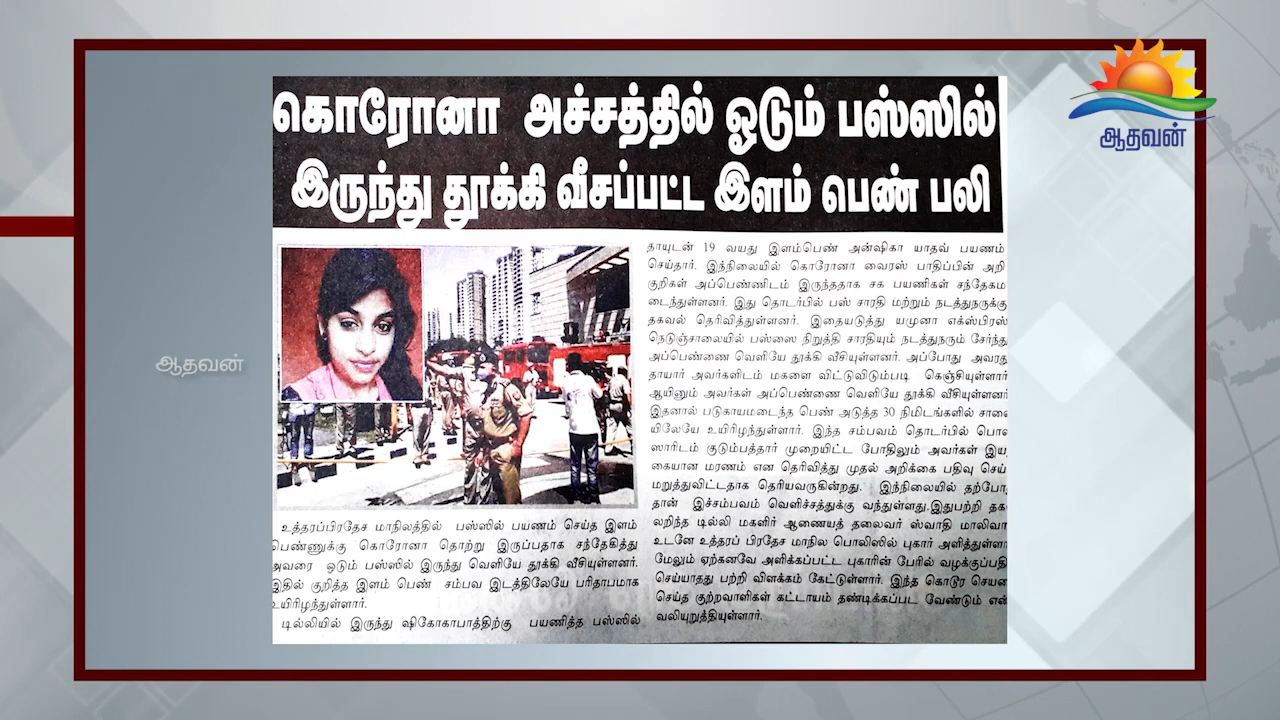 கொரோனா அச்சத்தில் ஓடும் பஸ்ஸில்
இருந்து தூக்கி வீசப்பட்ட இளம் பெண் பலி
ஆதவன்
ஆதவன்
உத்தரப்பிரதேச மாநிலத்தில் பஸ்ஸில் பயணம் செய்த இளம்
பெண்ணுக்கு கொரோனா தொற்று இருப்பதாக சந்தேகித்து
அவரை ஓடும் பஸ்ஸில் இருந்து வெளியே தூக்கி வீசியுள்ளனர்.
இதில் குறித்த இளம் பெண் சம்பவ இடத்திலேயே பரிதாபமாக
உயிரிழந்துள்ளார்.
டில்லியில் இருந்து ஷிகோகாபாத்திற்கு பயணித்த பஸ்ஸில்
தாயுடன் 19 வயது இளம்பெண் அன்ஷிகா யாதவ் பயணம்
செய்தார். இந்நிலையில் கொரோனா வைரஸ் பாதிப்பின் அறி
குறிகள் அப்பெண்ணிடம் இருந்ததாக சக பயணிகள் சந்தேகம
டைந்துள்ளனர். இது தொடர்பில் பஸ் சாரதி மற்றும் நடத்துநருக்கு
தகவல் தெரிவித்துள்ளனர். இதையடுத்து யமுனா எக்ஸ்பிரஸ்
நெடுஞ்சாலையில் பஸ்ஸை நிறுத்தி சாரதியும் நடத்துநரும் சேர்ந்து
அப்பெண்ணை வெளியே தூக்கி வீசியுள்ளனர். அப்போது அவரது
தாயார் அவர்களிடம் மகளை விட்டுவிடும்படி கெஞ்சியுள்ளார்
ஆயினும் அவர்கள் அப்பெண்ணை வெளியே தூக்கி வீசியுள்ளனர்
இதனால் படுகாயமடைந்த பெண் அடுத்த 30 நிமிடங்களில் சாலை
யிலேயே உயிரிழந்துள்ளார். இந்த சம்பவம் தொடர்பில் பொலி
ஸாரிடம் குடும்பத்தார் முறையிட்ட போதிலும் அவர்கள் இயற்
கையான மரணம் என தெரிவித்து முதல் அறிக்கை பதிவு செய்ய
மறுத்துவிட்டதாக தெரியவருகின்றது. இந்நிலையில் தற்போது
தான் இச்சம்பவம் வெளிச்சத்துக்கு வந்துள்ளது.இதுபற்றி தகவ
லறிந்த டில்லி மகளிர் ஆணையத் தலைவர் ஸ்வாதி மாலிவால்
உடனே உத்தரப் பிரதேச மாநில பொலிஸில் புகார் அளித்துள்ளார்
மேலும் ஏற்கனவே அளிக்கப்பட்ட புகாரின் பேரில் வழக்குப்பதிவு
செய்யாதது பற்றி விளக்கம் கேட்டுள்ளார். இந்த கொடூர செயலை
செய்த குற்றவாளிகள் கட்டாயம் தண்டிக்கப்பட வேண்டும் என
வலியுறுத்தியுள்ளார்.